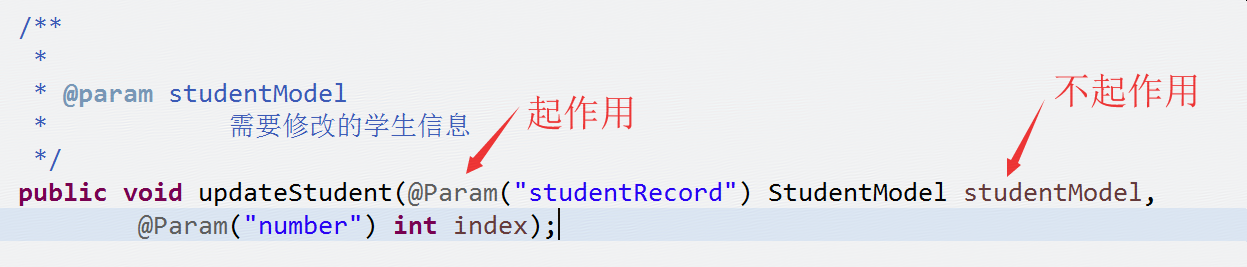 /**
*
* @param studentModel
* 需要修改的学生信息
*/
起作用
不起作用
public void updateStudent(@Param("studentRecord") StudentModel studentModel,
@Param("number") int index);